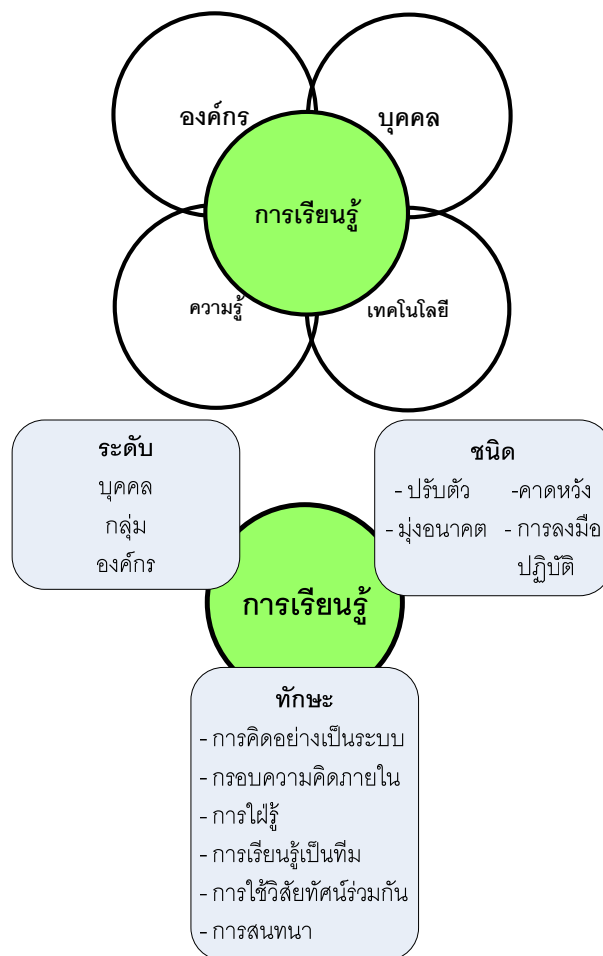 องค์กร บุคคล
การเรียนรู้
ความรู้ เทคโนโลยี
ระดับ
บุคคล
กลุ่ม
องค์กร
ชนิด
- ปรับตัว -คาดหวัง
- มุ่งอนาคต - การลงมือ
ปฏิบัติ
การเรียนรู้
ทักษะ
- การคิดอย่างเป็นระบบ
- กรอบความคิดภายใน
- การใฝ่รู้
- การเรียนรู้เป็นทีม
- การใช้วิสัยทัศน์ร่วมกัน
- การสนทนา